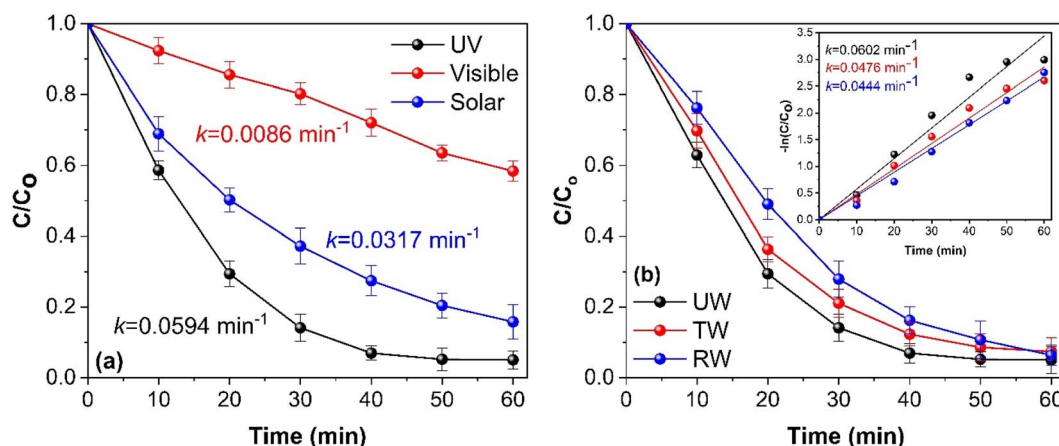 1.0
0.8
0.6
0.4
0.2
0.0
C/Co
UV
Visible
Solar
k=0.0086 min⁻¹
k=0.0317 min⁻¹
k=0.0594 min⁻¹
(a)
0 10 20 30 40 50 60
Time (min)
1.0
0.8
0.6
0.4
0.2
0.0
C/Co
3.5
3.0
2.5
2.0
1.5
1.0
0.5
0.0
-ln(C/Co)
k=0.0602 min⁻¹
k=0.0476 min⁻¹
k=0.0444 min⁻¹
0 10 20 30 40 50 60
Time (min)
(b)
UW
TW
RW
0 10 20 30 40 50 60
Time (min)